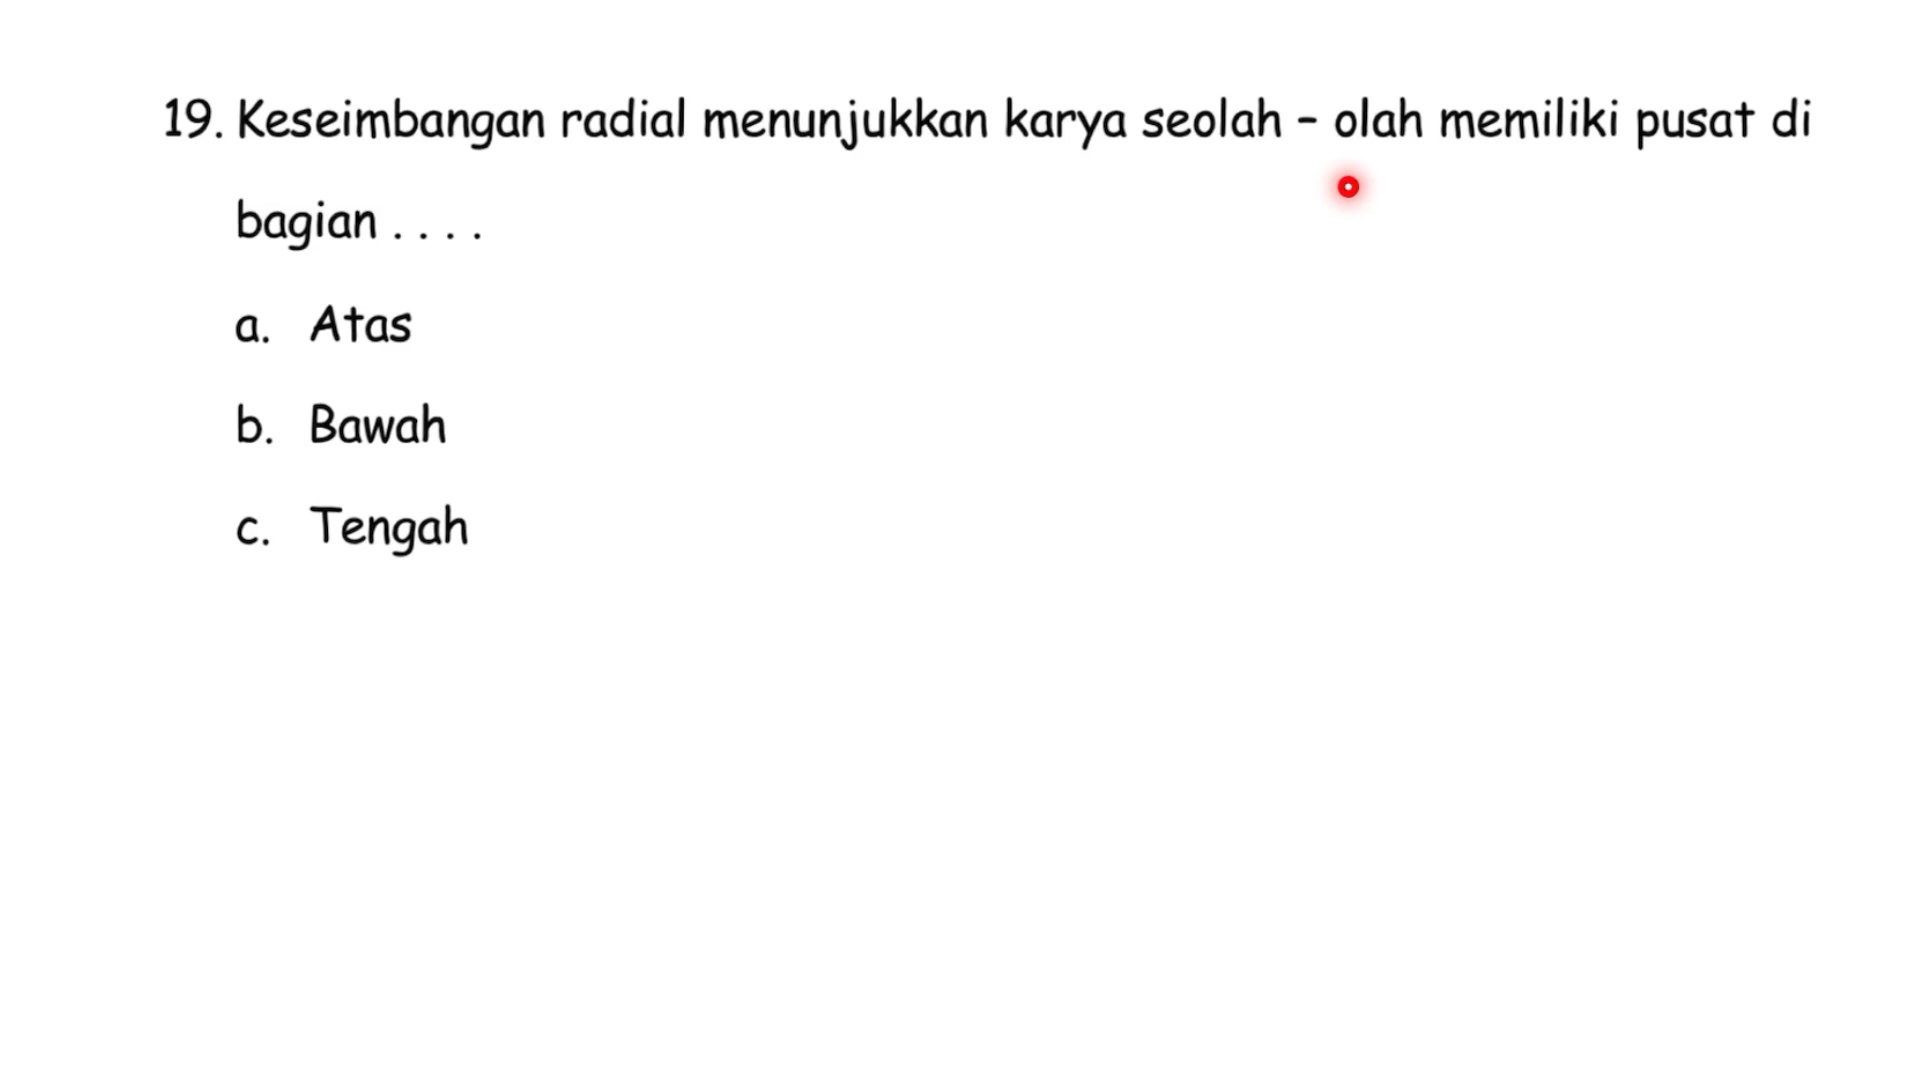 19. Keseimbangan radial menunjukkan karya seolah – olah memiliki pusat di
bagian . . . .
a. Atas
b. Bawah
c. Tengah